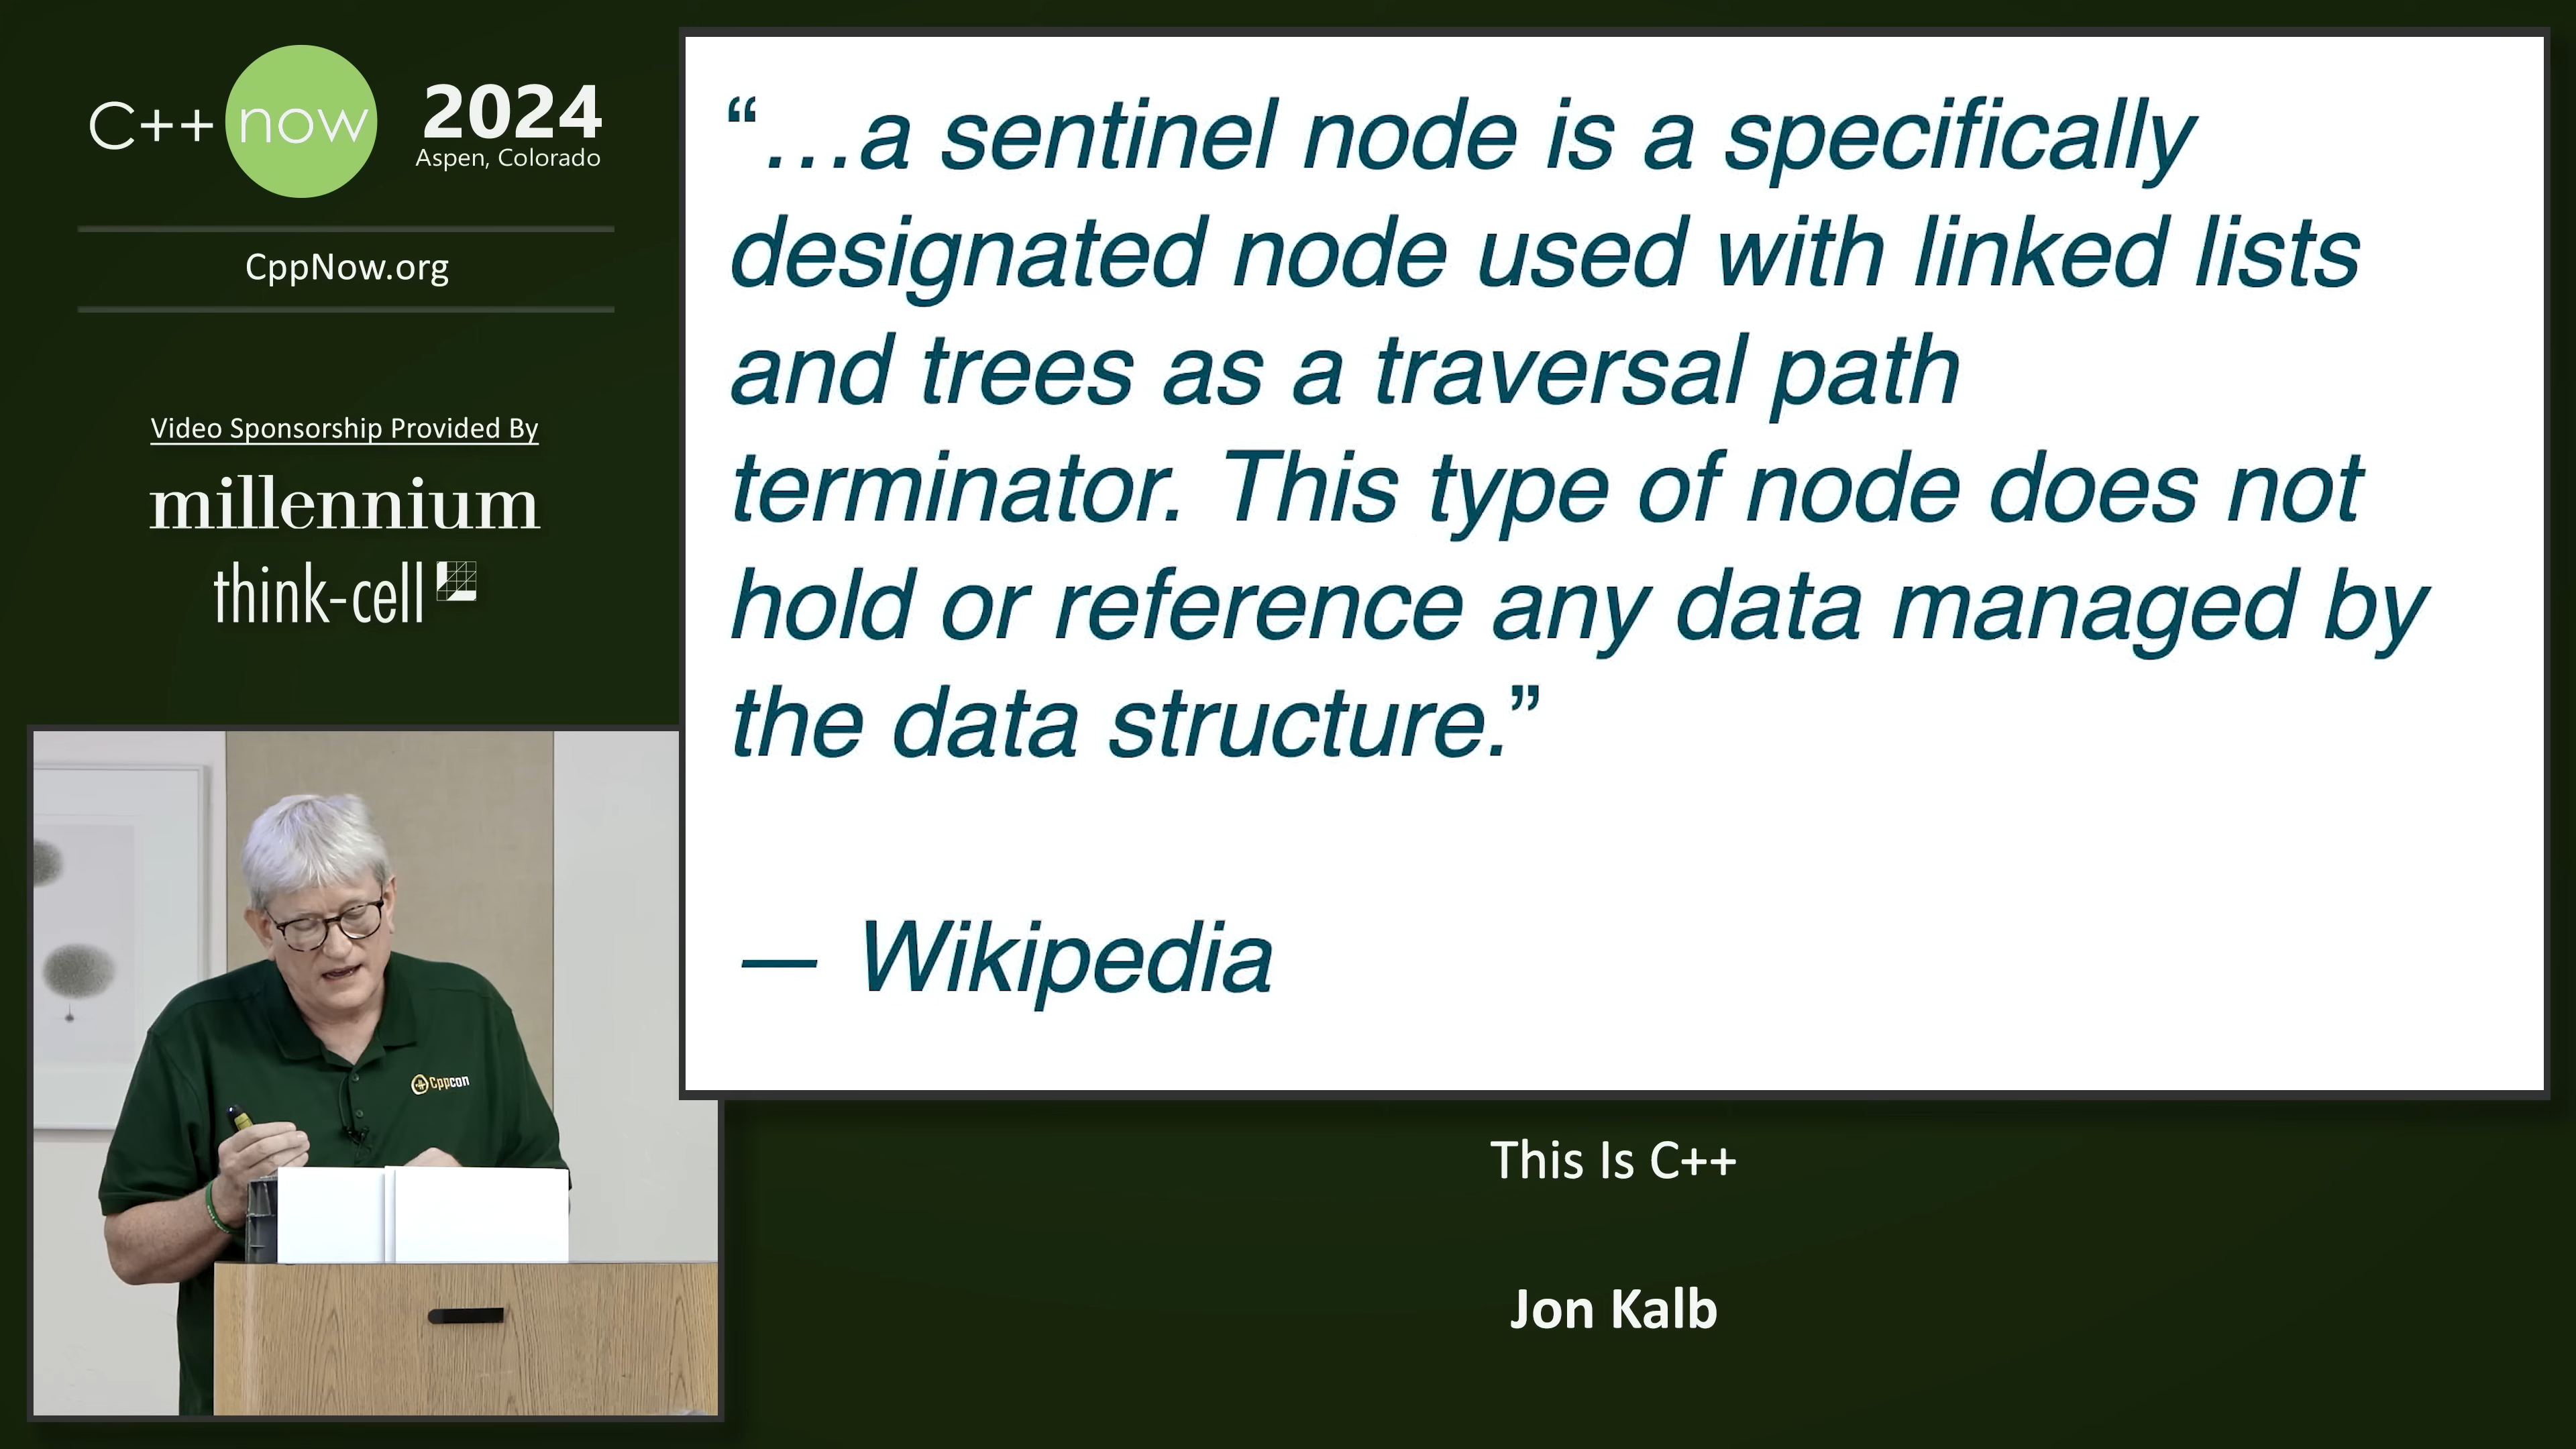 C++ now
2024
Aspen, Colorado
CppNow.org
Video Sponsorship Provided By
millennium
think-cell
“…a sentinel node is a specifically
designated node used with linked lists
and trees as a traversal path
terminator. This type of node does not
hold or reference any data managed by
the data structure.”
— Wikipedia
Cppcon
This Is C++
Jon Kalb